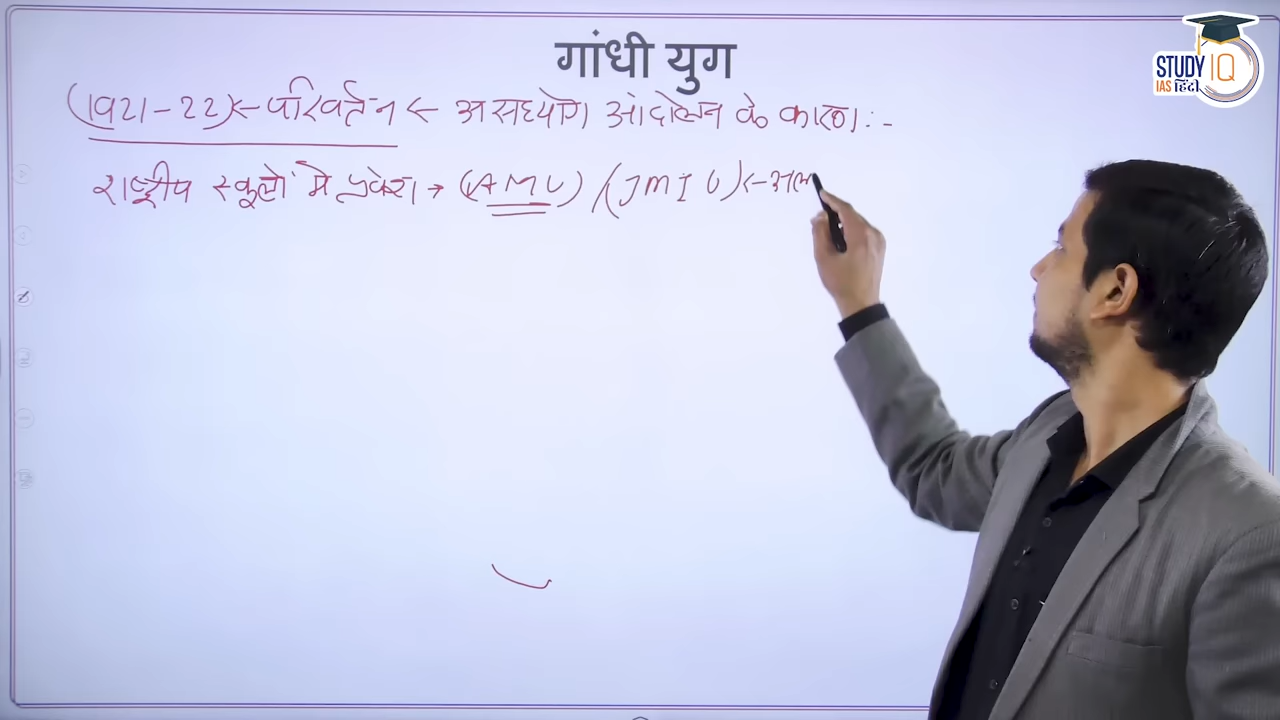 गांधी युग
STUDY IQ
IAS हिंदी
(1921-22) ← परिवर्तन ← असहयोग आंदोलन के कारण :-
राष्ट्रीय स्कूलों में प्रवेश → (AMU) / (JMIU) ←